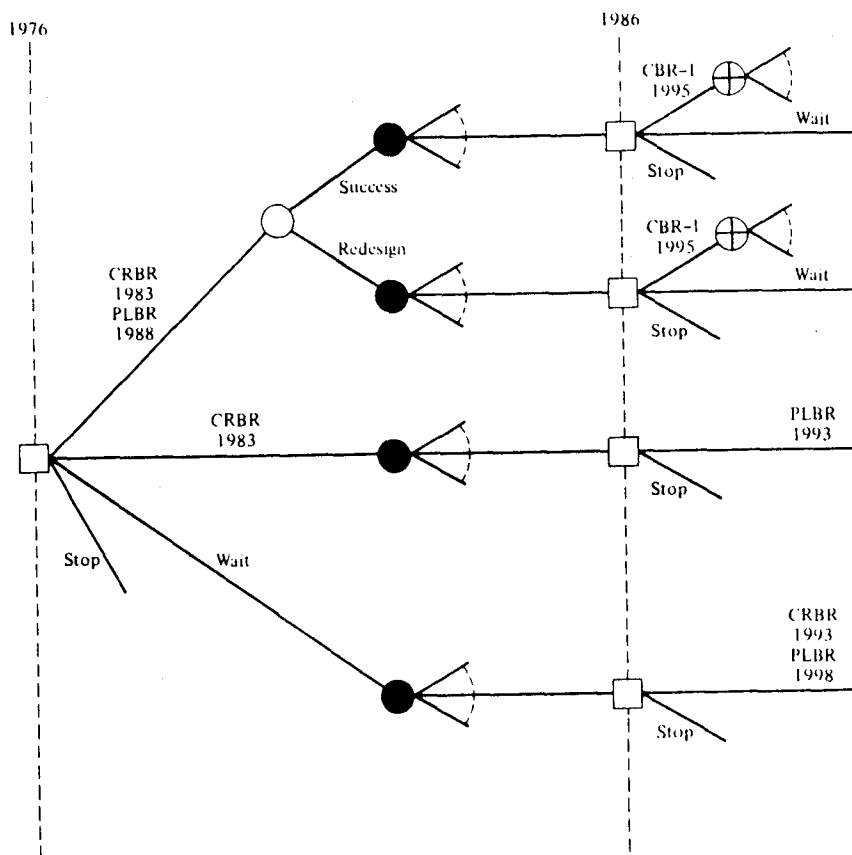 1976
1986
CBR-1
1995
Wait
Stop
Success
Redesign
CBR-1
1995
Wait
Stop
CRBR
1983
PLBR
1988
CRBR
1983
PLBR
1993
Stop
Stop
Wait
CRBR
1993
PLBR
1998
Stop